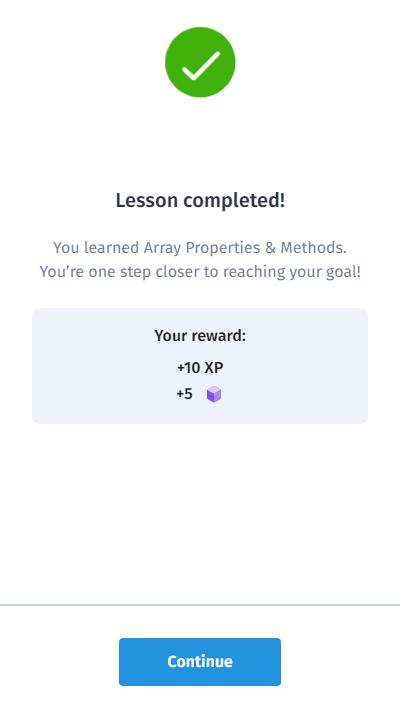 Lesson completed!
You learned Array Properties & Methods.
You’re one step closer to reaching your goal!
Your reward:
+10 XP
+5
Continue